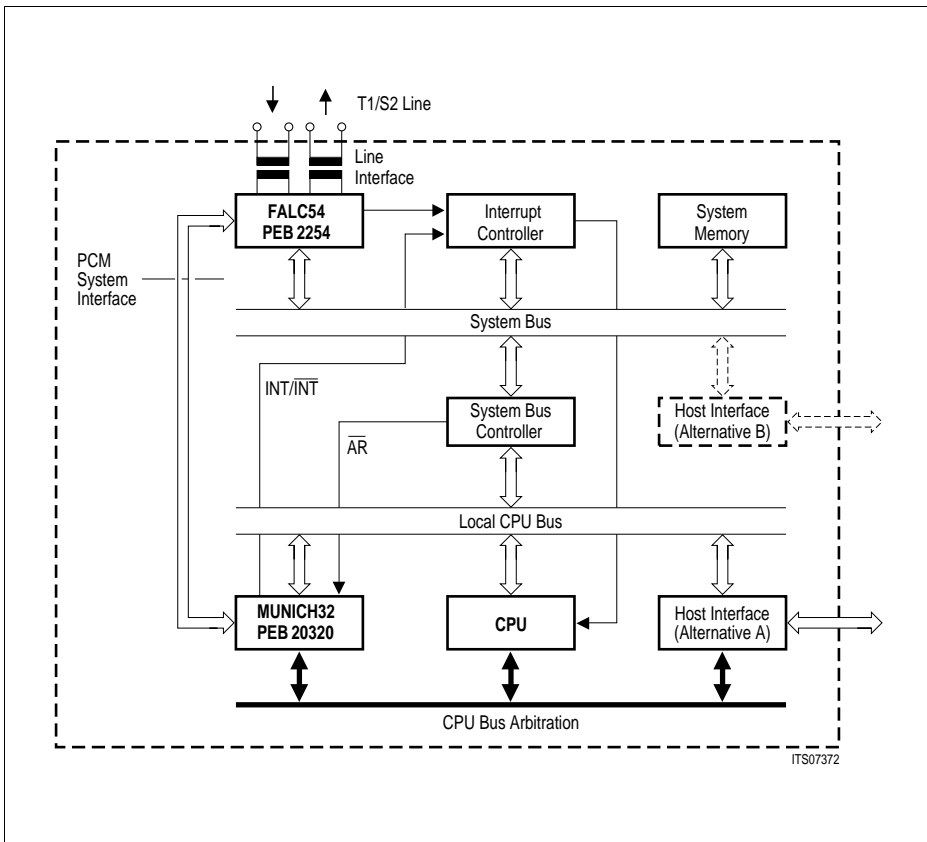 T1/S2 Line
Line
Interface
FALC54
PEB 2254
Interrupt
Controller
System
Memory
PCM
System
Interface
System Bus
INT/INT
System Bus
Controller
Host Interface
(Alternative B)
AR
Local CPU Bus
MUNICH32
PEB 20320
CPU
Host Interface
(Alternative A)
CPU Bus Arbitration
ITS07372